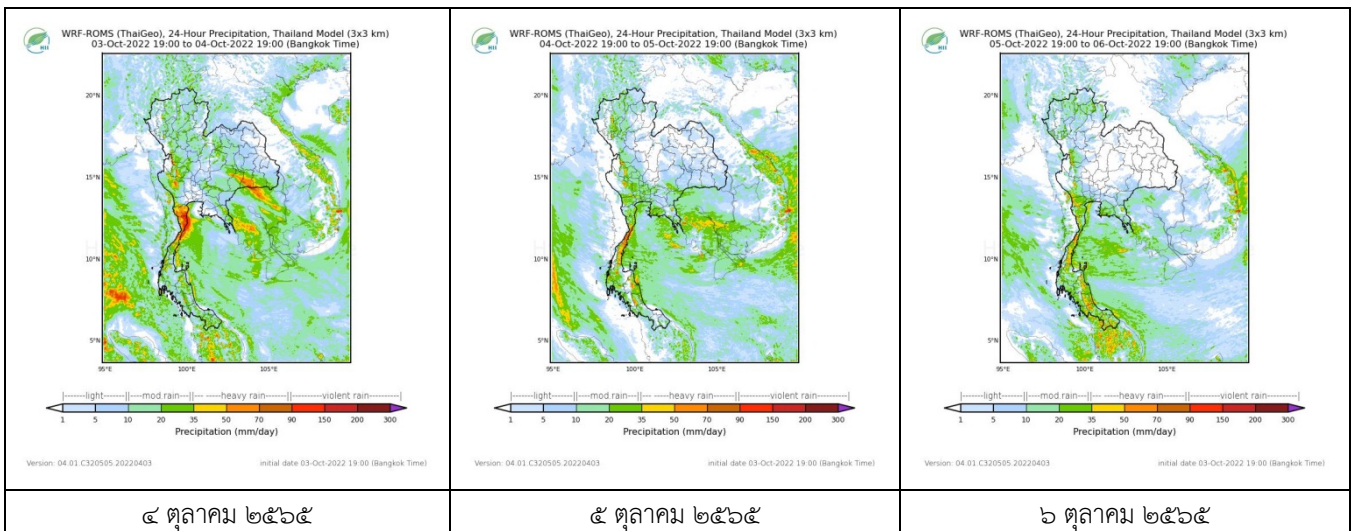 WRF-ROMS (ThaiGeo), 24-Hour Precipitation, Thailand Model (3x3 km)
03-Oct-2022 19:00 to 04-Oct-2022 19:00 (Bangkok Time)
HII
20°N
15°N
10°N
5°N
95°E 100°E 105°E
|------light----||---mod rain---||--- --heavy rain ----||------violent rain------|
1 5 10 20 35 50 70 90 150 200 300
Precipitation (mm/day)
Version: 04.01.C320505.20220403 initial date 03-Oct-2022 19:00 (Bangkok Time)
๔ ตุลาคม ๒๕๖๕
WRF-ROMS (ThaiGeo), 24-Hour Precipitation, Thailand Model (3x3 km)
04-Oct-2022 19:00 to 05-Oct-2022 19:00 (Bangkok Time)
HII
20°N
15°N
10°N
5°N
95°E 100°E 105°E
|------light----||---mod rain---||--- --heavy rain ----||------violent rain------|
1 5 10 20 35 50 70 90 150 200 300
Precipitation (mm/day)
Version: 04.01.C320505.20220403 initial date 03-Oct-2022 19:00 (Bangkok Time)
๕ ตุลาคม ๒๕๖๕
WRF-ROMS (ThaiGeo), 24-Hour Precipitation, Thailand Model (3x3 km)
05-Oct-2022 19:00 to 06-Oct-2022 19:00 (Bangkok Time)
HII
20°N
15°N
10°N
5°N
95°E 100°E 105°E
|------light----||---mod rain---||--- --heavy rain ----||------violent rain------|
1 5 10 20 35 50 70 90 150 200 300
Precipitation (mm/day)
Version: 04.01.C320505.20220403 initial date 03-Oct-2022 19:00 (Bangkok Time)
๖ ตุลาคม ๒๕๖๕